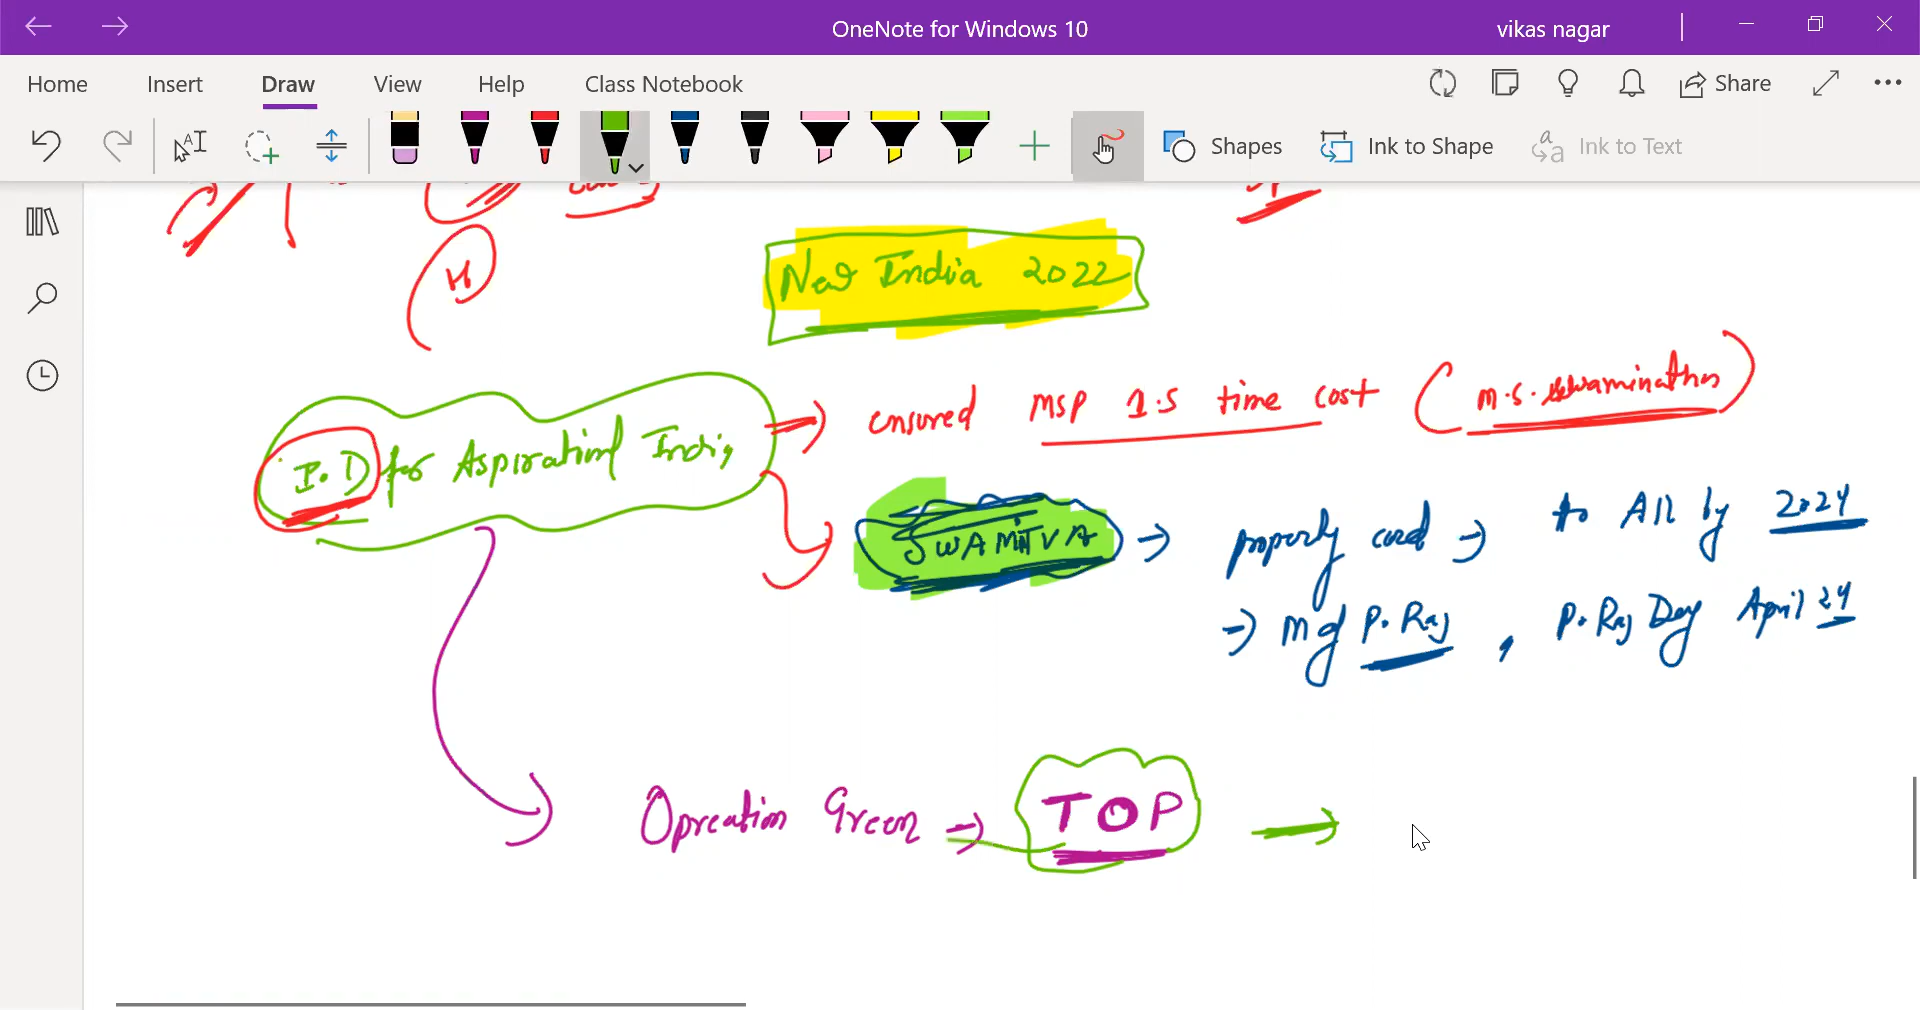 OneNote for Windows 10
vikas nagar
Home Insert Draw View Help Class Notebook Share
Shapes Ink to Shape Ink to Text
H
New India 2022
I.D for Aspirational India
ensured MSP 1.5 time cost (M.S. Swaminathan)
SWAMITVA → property card → to All by 2024
→ M of P. Raj, P. Raj Day April 24
Opreation Green → TOP →